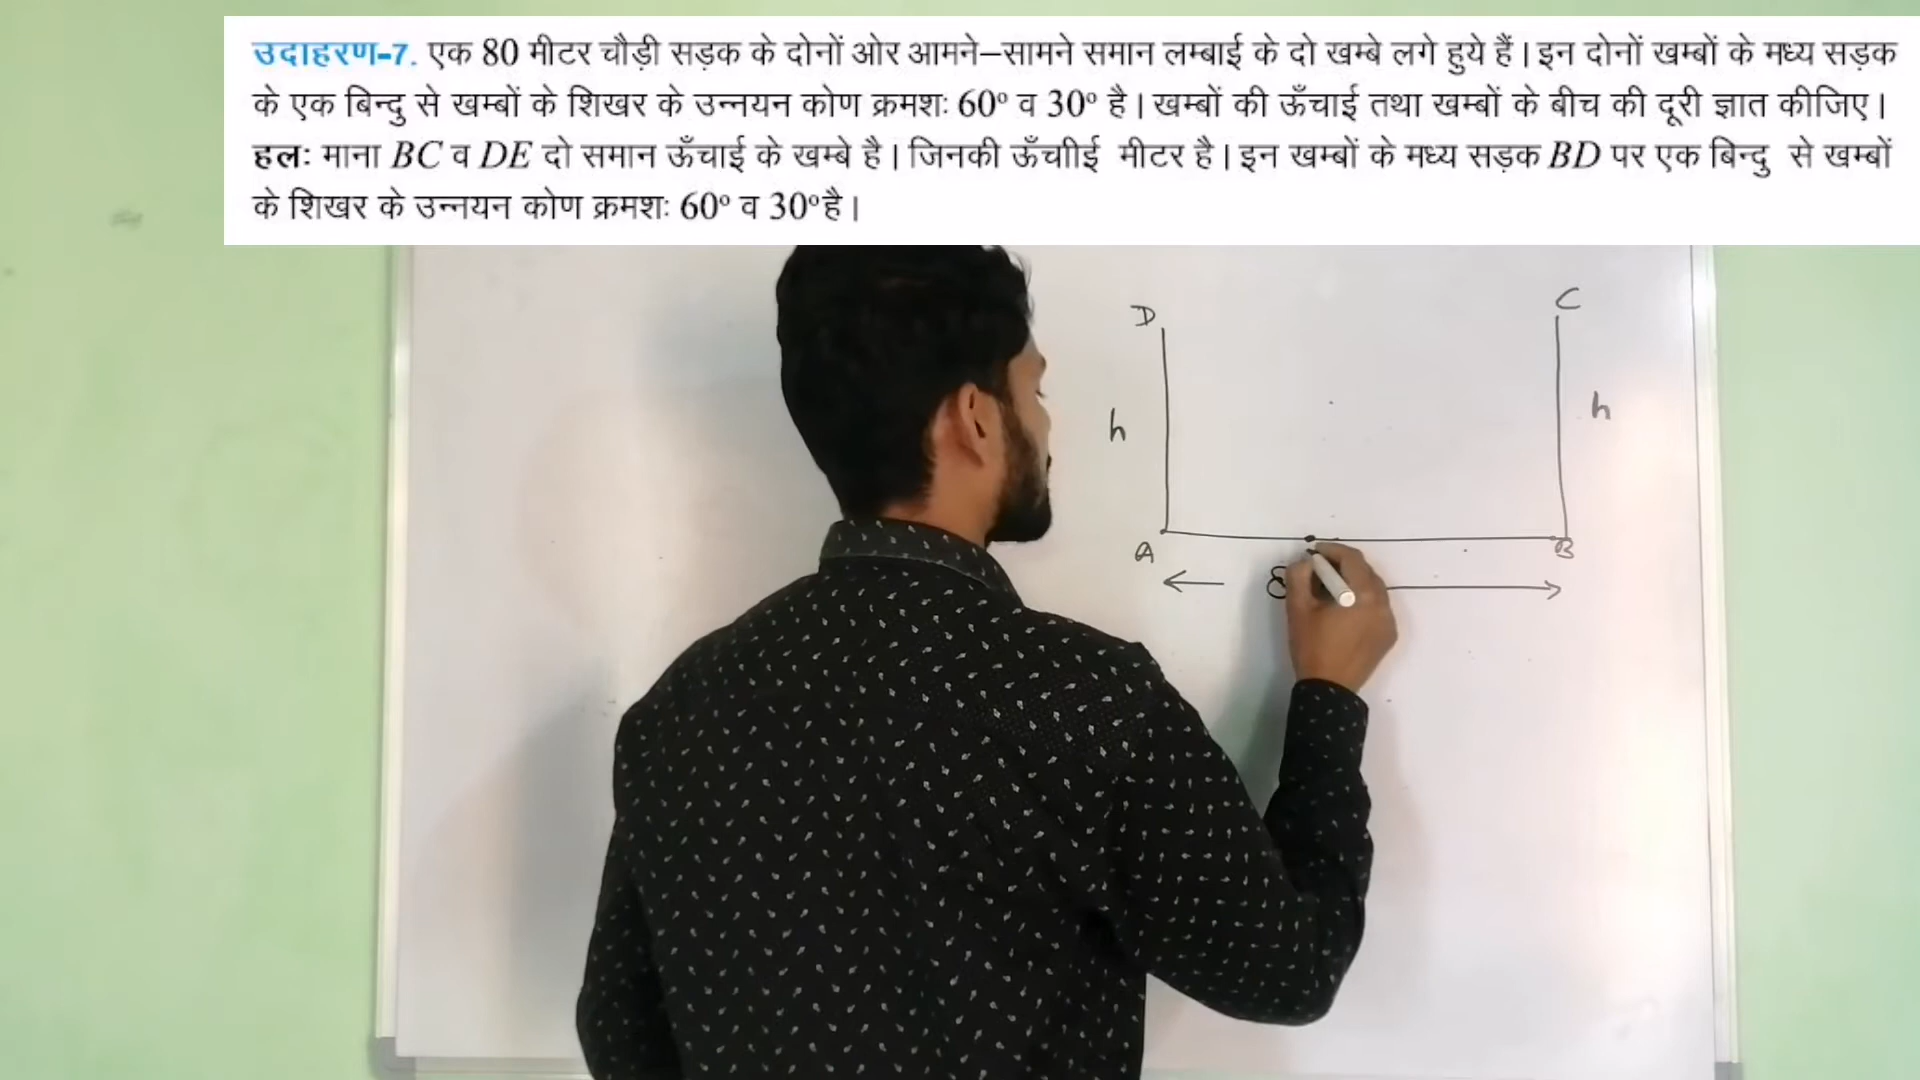 उदाहरण-7. एक 80 मीटर चौड़ी सड़क के दोनों ओर आमने–सामने समान लम्बाई के दो खम्बे लगे हुये हैं। इन दोनों खम्बों के मध्य सड़क
के एक बिन्दु से खम्बों के शिखर के उन्नयन कोण क्रमशः 60° व 30° है। खम्बों की ऊँचाई तथा खम्बों के बीच की दूरी ज्ञात कीजिए।
हलः माना BC व DE दो समान ऊँचाई के खम्बे है। जिनकी ऊँचाीई मीटर है। इन खम्बों के मध्य सड़क BD पर एक बिन्दु से खम्बों
के शिखर के उन्नयन कोण क्रमशः 60° व 30° है।
D C
h h
A B
8